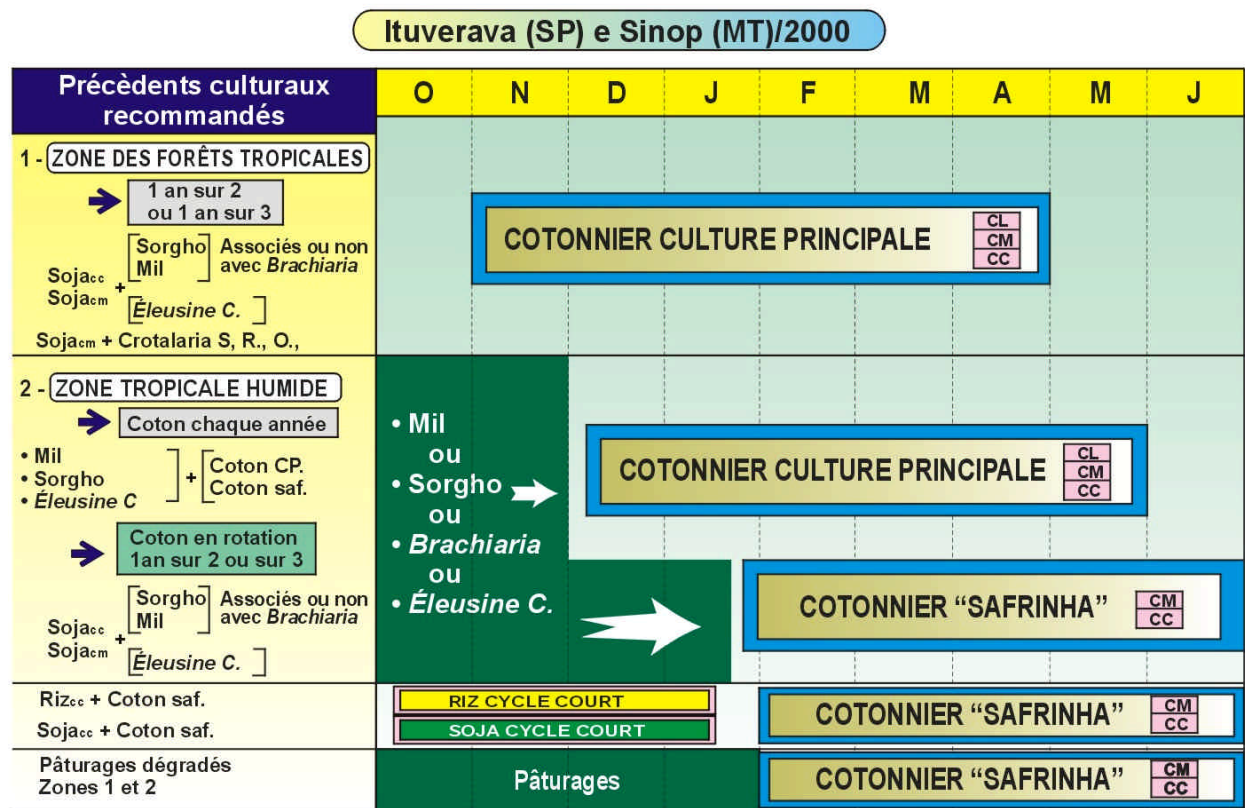 Ituverava (SP) e Sinop (MT)/2000
Précèdents culturaux
recommandés
O N D J F M A M J
1 - ZONE DES FORÊTS TROPICALES
1 an sur 2
ou 1 an sur 3
Sojacc
Sojacm
+
[Sorgho
Mil]
Associés ou non
avec Brachiaria
[Éleusine C. ]
Sojacm + Crotalaria S, R., O.,
COTONNIER CULTURE PRINCIPALE
CL
CM
CC
2 - ZONE TROPICALE HUMIDE
Coton chaque année
• Mil
• Sorgho
• Éleusine C
] + [
Coton CP.
Coton saf.
Coton en rotation
1an sur 2 ou sur 3
Sojacc
Sojacm
+
[Sorgho
Mil]
Associés ou non
avec Brachiaria
[Éleusine C. ]
• Mil
ou
• Sorgho
ou
• Brachiaria
ou
• Éleusine C.
COTONNIER CULTURE PRINCIPALE
CL
CM
CC
COTONNIER “SAFRINHA”
CM
CC
Rizcc + Coton saf.
Sojacc + Coton saf.
RIZ CYCLE COURT
SOJA CYCLE COURT
COTONNIER “SAFRINHA”
CM
CC
Pâturages dégradés
Zones 1 et 2
Pâturages
COTONNIER “SAFRINHA”
CM
CC